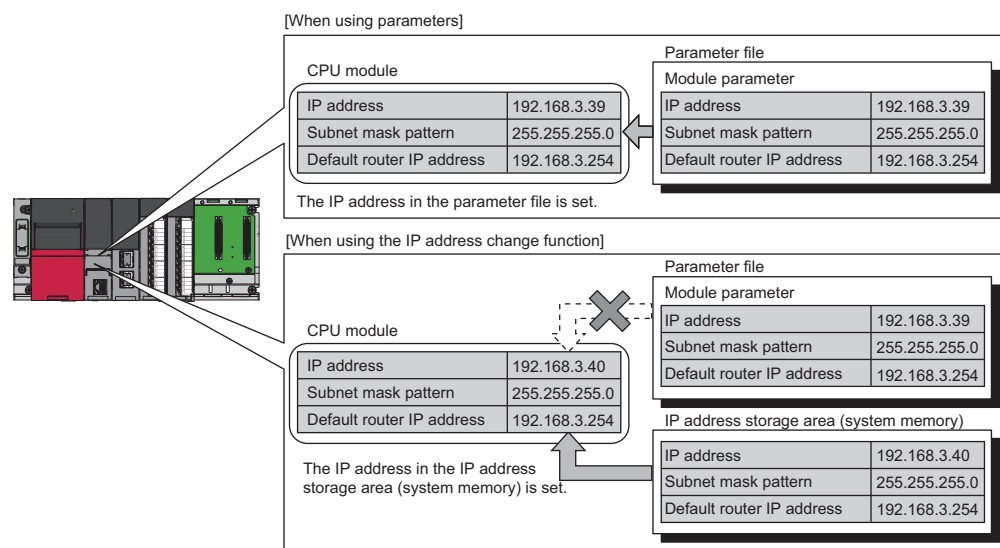 [When using parameters]
Parameter file
CPU module
Module parameter
IP address 192.168.3.39
Subnet mask pattern 255.255.255.0
Default router IP address 192.168.3.254
IP address 192.168.3.39
Subnet mask pattern 255.255.255.0
Default router IP address 192.168.3.254
The IP address in the parameter file is set.
[When using the IP address change function]
Parameter file
Module parameter
IP address 192.168.3.39
Subnet mask pattern 255.255.255.0
Default router IP address 192.168.3.254
CPU module
IP address 192.168.3.40
Subnet mask pattern 255.255.255.0
Default router IP address 192.168.3.254
IP address storage area (system memory)
IP address 192.168.3.40
Subnet mask pattern 255.255.255.0
Default router IP address 192.168.3.254
The IP address in the IP address
storage area (system memory) is set.